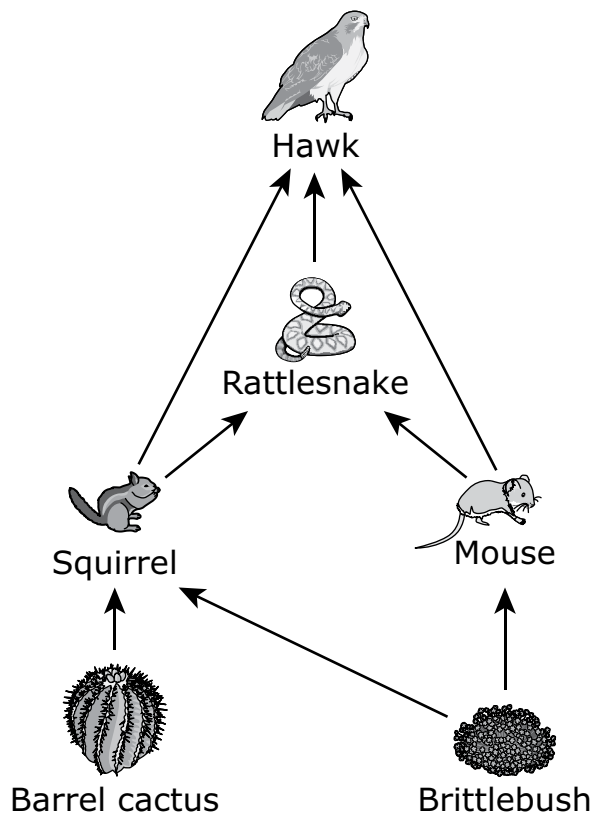 Hawk
Rattlesnake
Squirrel
Mouse
Barrel cactus
Brittlebush